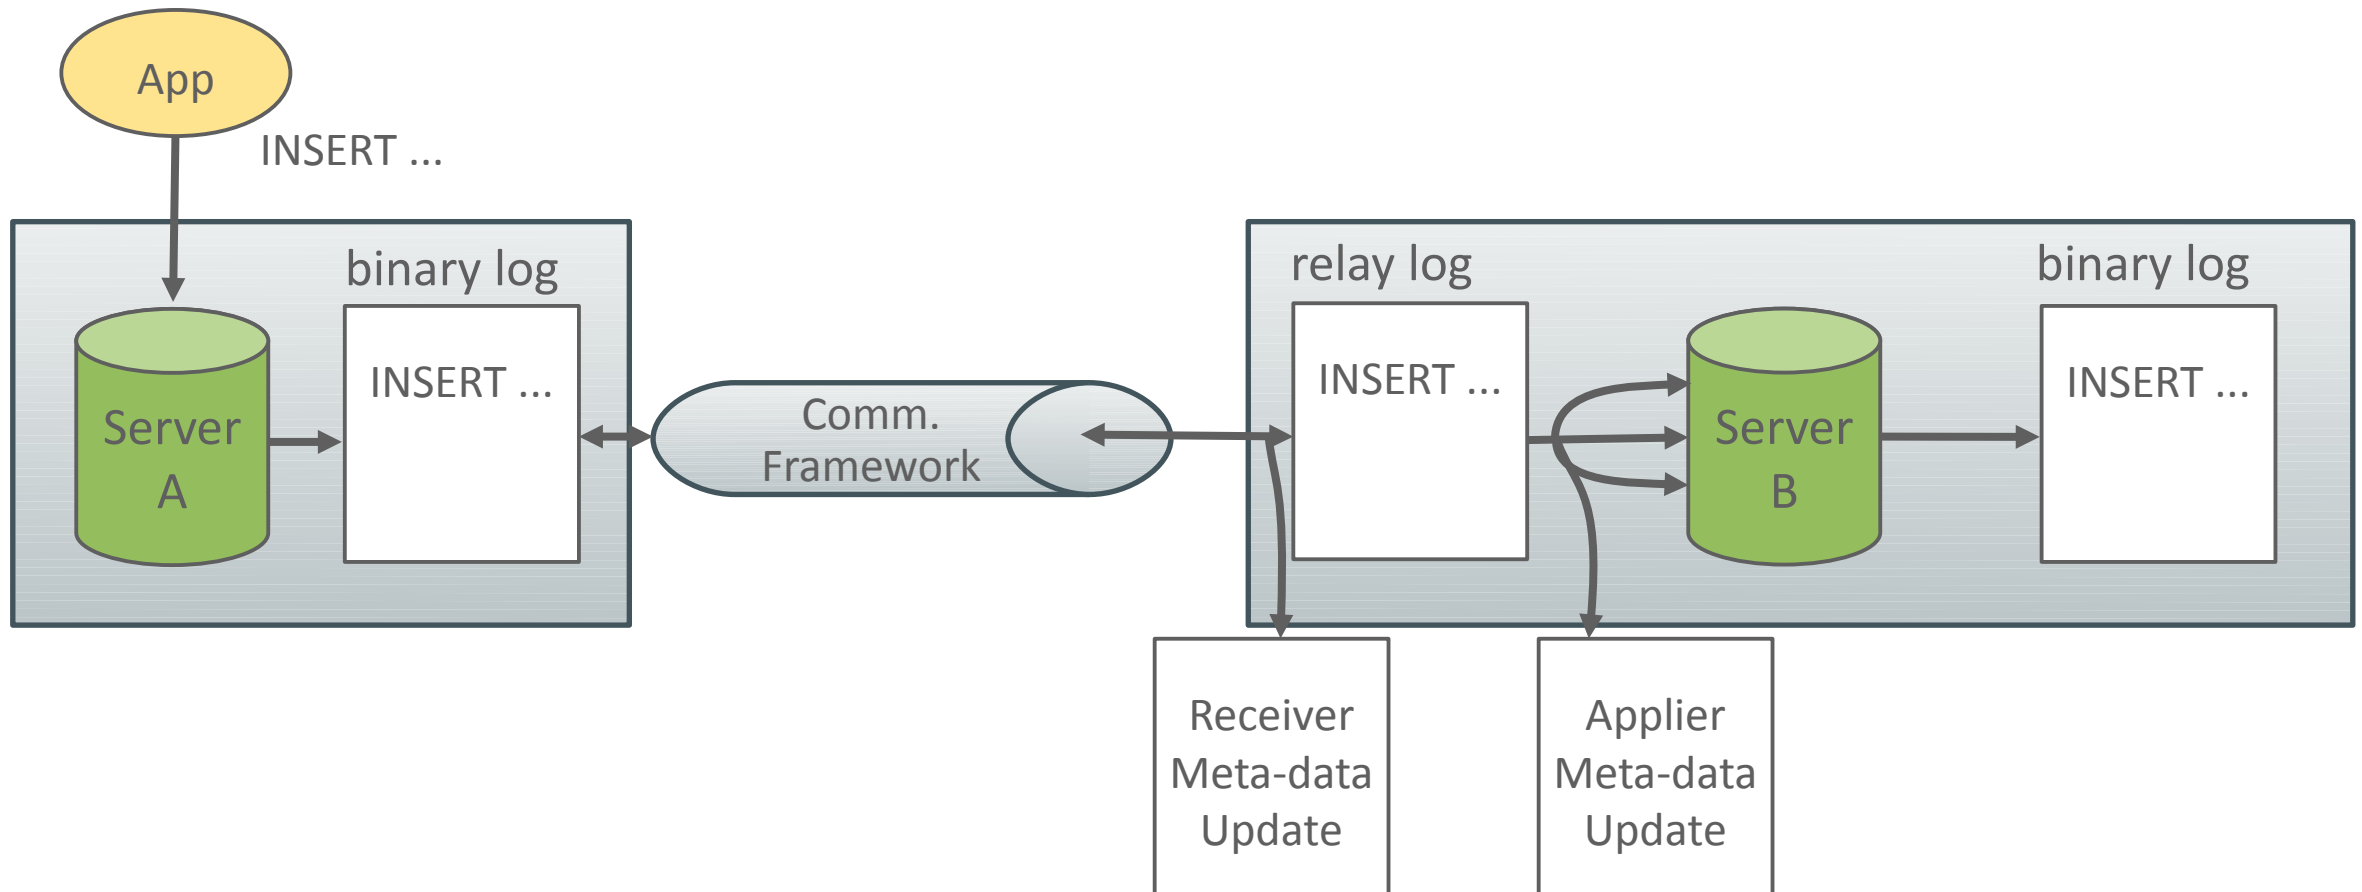 App
INSERT ...
binary log
INSERT ...
Server
A
Comm.
Framework
relay log
INSERT ...
Server
B
binary log
INSERT ...
Receiver
Meta-data
Update
Applier
Meta-data
Update